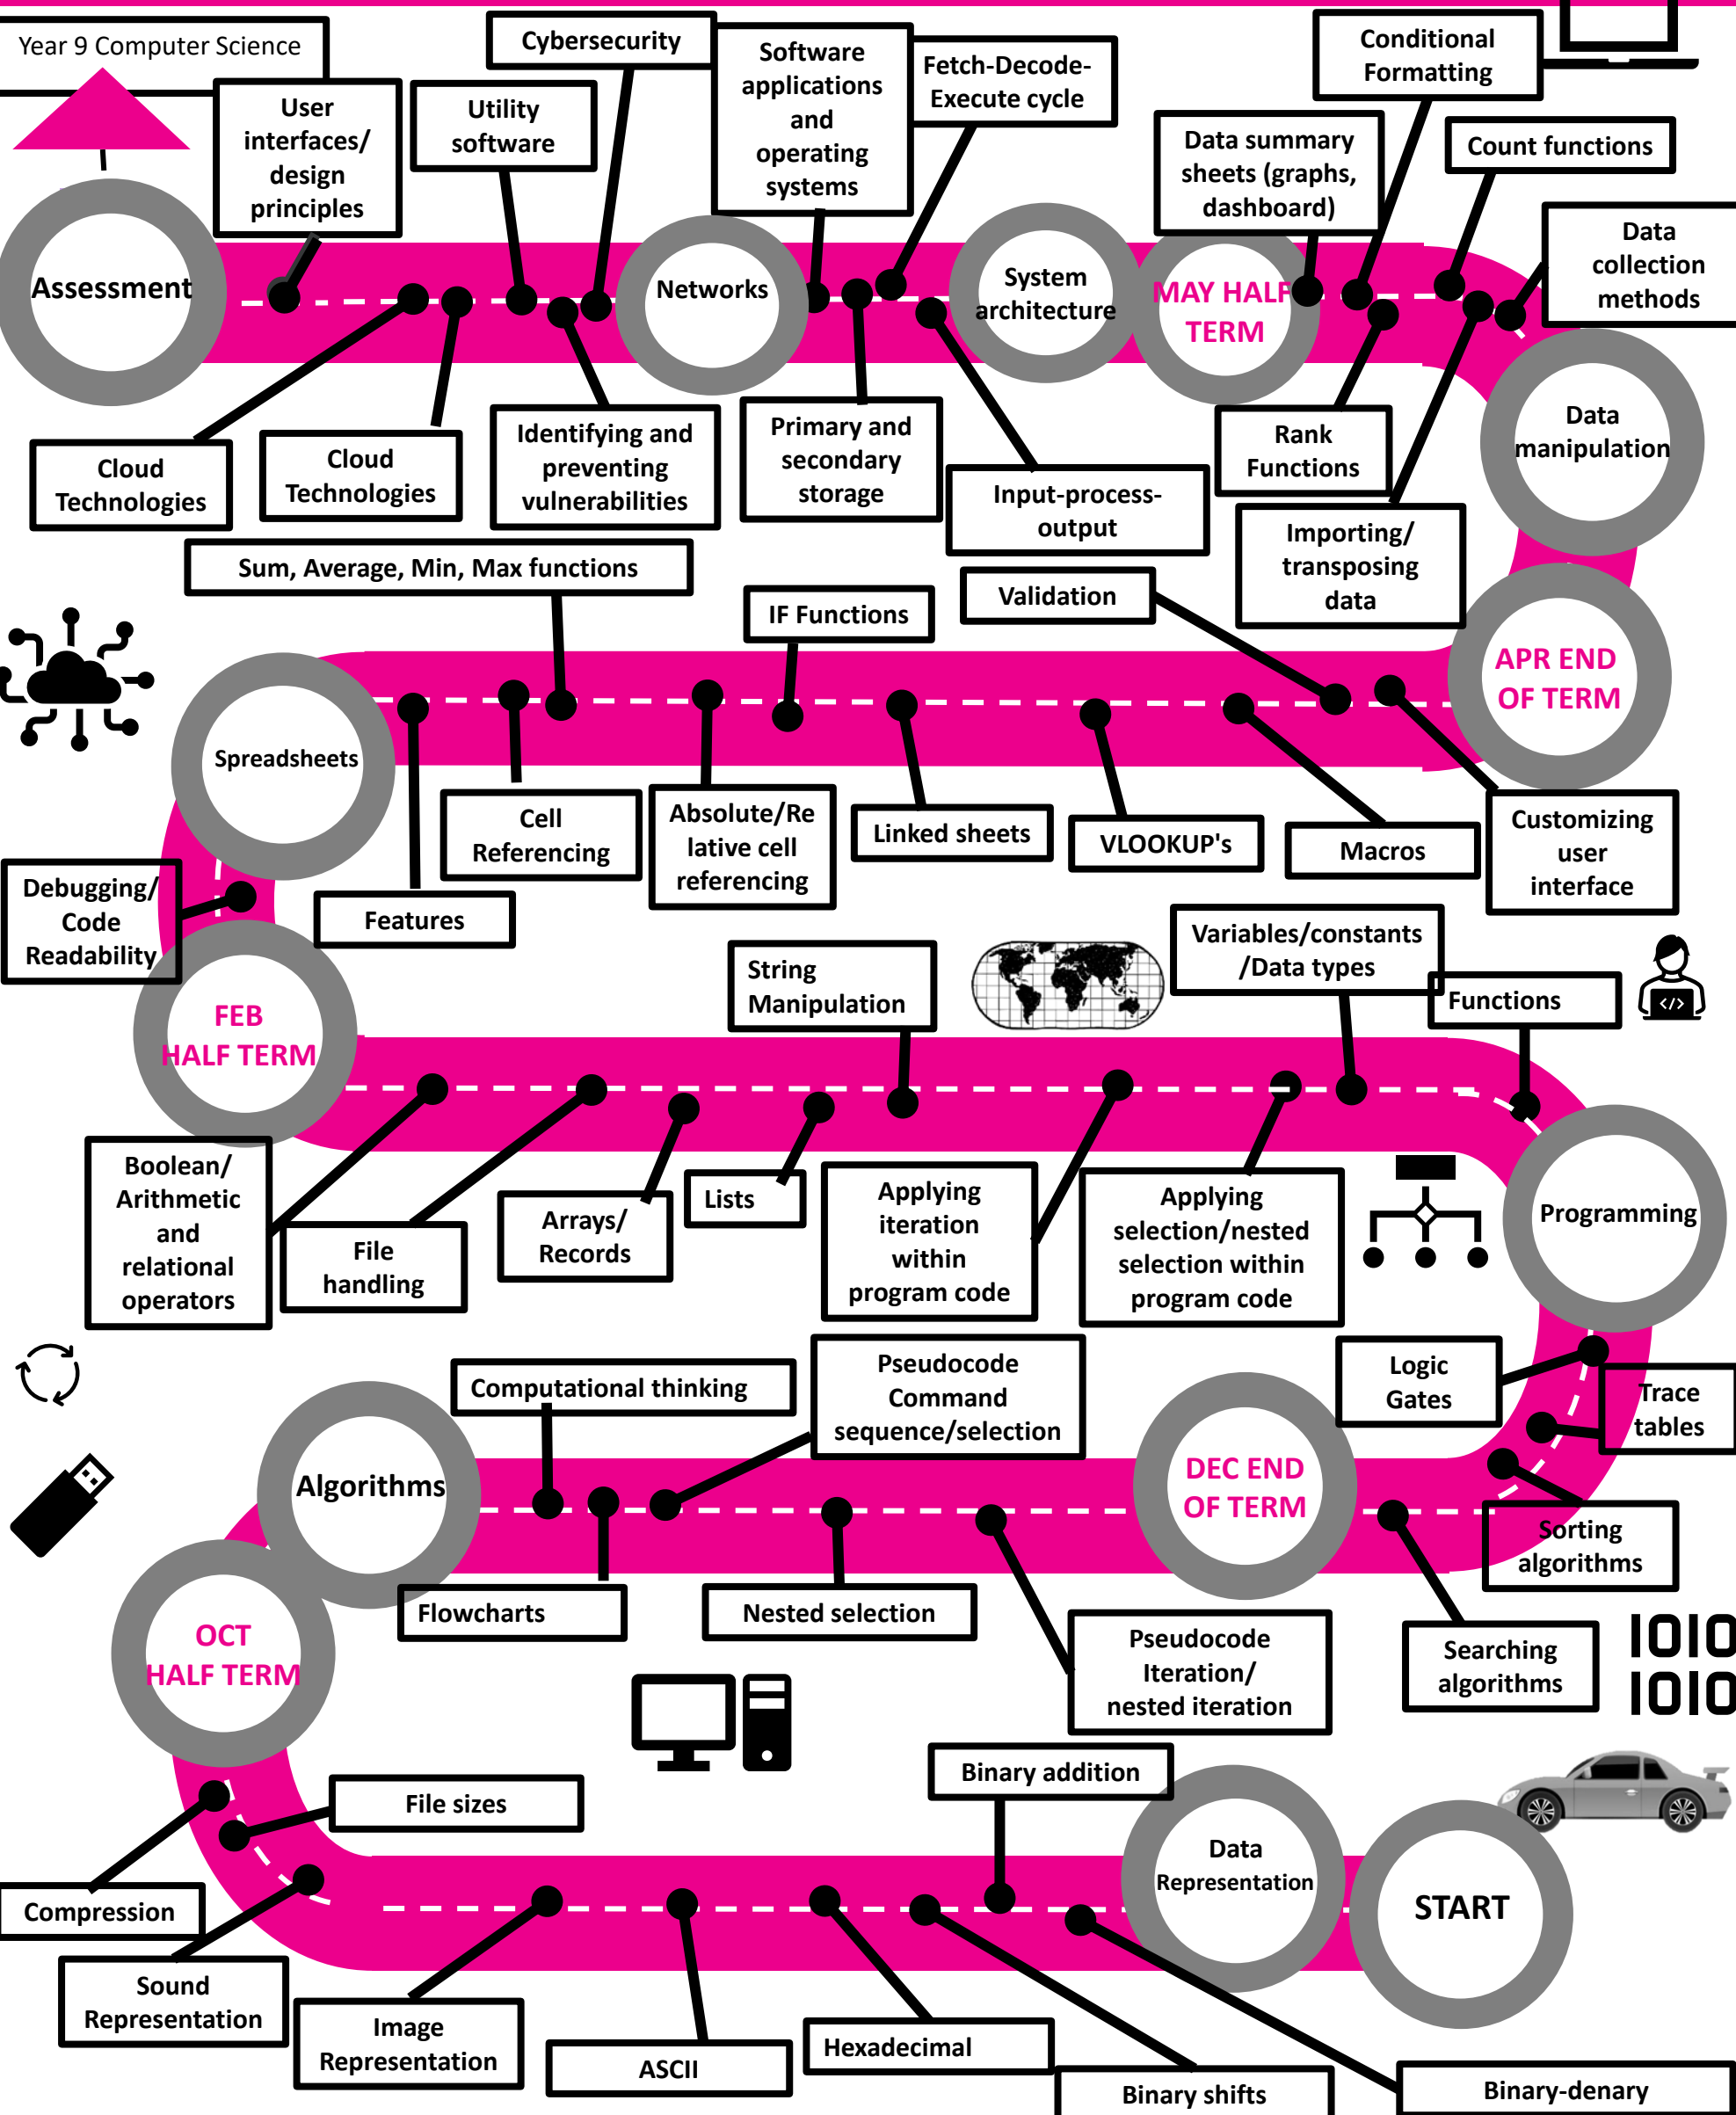 Year 9 Computer Science
Cybersecurity
Software
applications
and
operating
systems
Fetch-Decode-
Execute cycle
Conditional
Formatting
User
interfaces/
design
principles
Utility
software
Data summary
sheets (graphs,
dashboard)
Count functions
Data
collection
methods
Assessment
Networks
System
architecture
MAY HALF
TERM
Data
manipulation
Cloud
Technologies
Cloud
Technologies
Identifying and
preventing
vulnerabilities
Primary and
secondary
storage
Input-process-
output
Rank
Functions
Importing/
transposing
data
Sum, Average, Min, Max functions
IF Functions
Validation
APR END
OF TERM
Spreadsheets
Cell
Referencing
Absolute/Re
lative cell
referencing
Linked sheets
VLOOKUP's
Macros
Customizing
user
interface
Debugging/
Code
Readability
Features
String
Manipulation
Variables/constants
/Data types
Functions
FEB
HALF TERM
Boolean/
Arithmetic
and
relational
operators
File
handling
Arrays/
Records
Lists
Applying
iteration
within
program code
Applying
selection/nested
selection within
program code
Programming
Computational thinking
Pseudocode
Command
sequence/selection
Logic
Gates
Trace
tables
Algorithms
DEC END
OF TERM
Sorting
algorithms
Flowcharts
Nested selection
Pseudocode
Iteration/
nested iteration
Searching
algorithms
IOIO
IOIO
OCT
HALF TERM
File sizes
Binary addition
Data
Representation
START
Compression
Sound
Representation
Image
Representation
ASCII
Hexadecimal
Binary shifts
Binary-denary